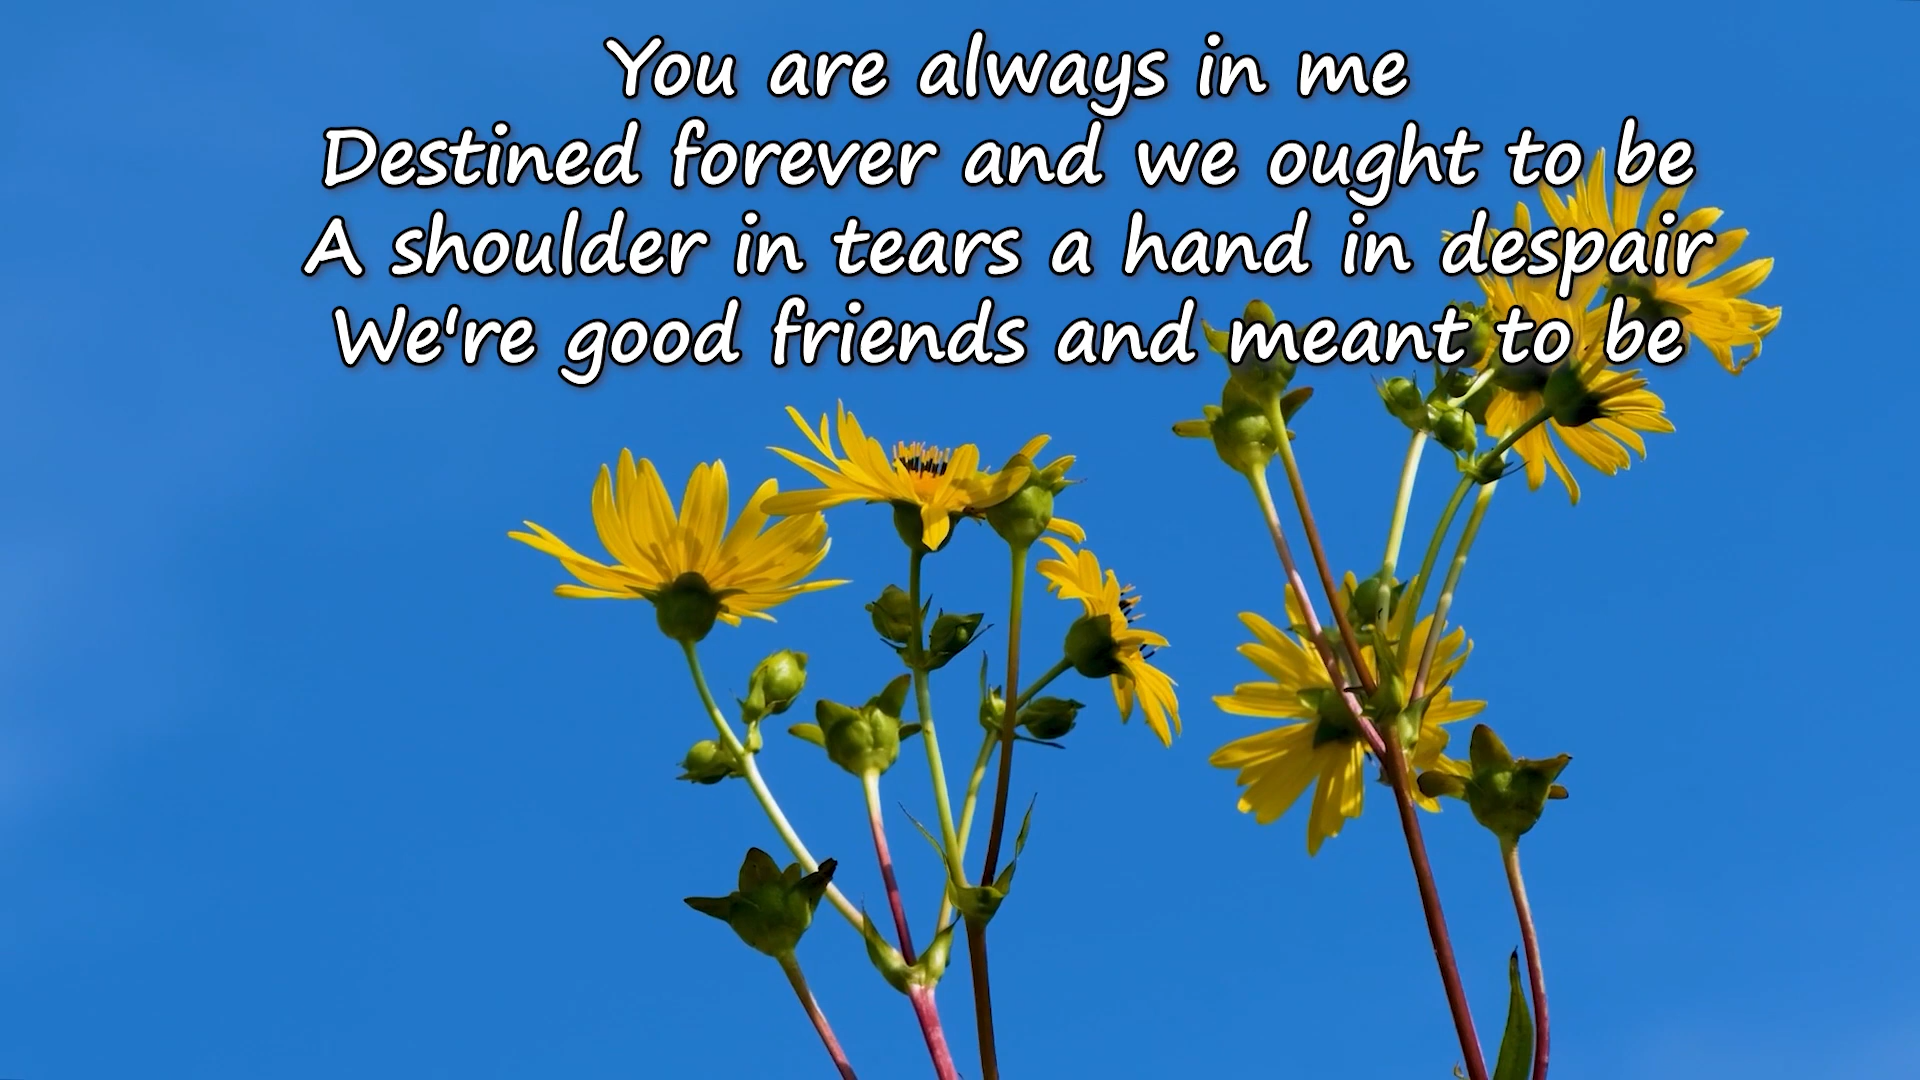 You are always in me
Destined forever and we ought to be
A shoulder in tears a hand in despair
We're good friends and meant to be